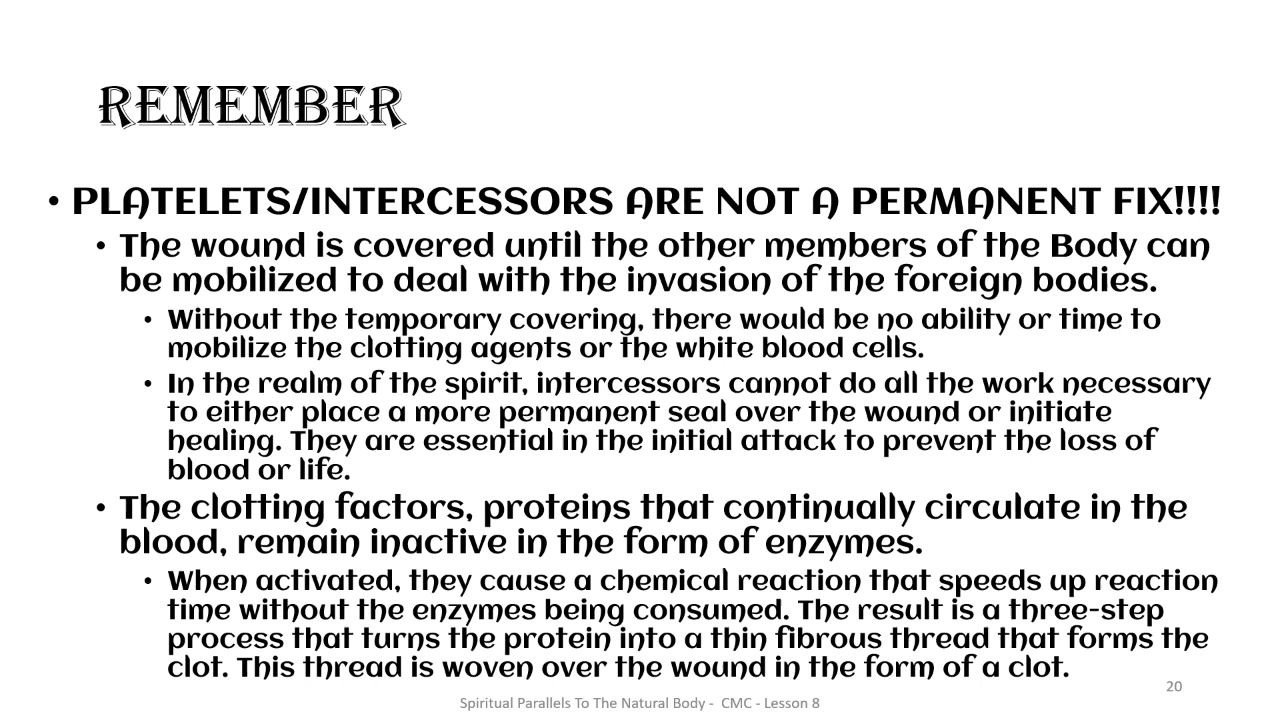 REMEMBER
• PLATELETS/INTERCESSORS ARE NOT A PERMANENT FIX!!!!
• The wound is covered until the other members of the Body can
be mobilized to deal with the invasion of the foreign bodies.
• Without the temporary covering, there would be no ability or time to
mobilize the clotting agents or the white blood cells.
• In the realm of the spirit, intercessors cannot do all the work necessary
to either place a more permanent seal over the wound or initiate
healing. They are essential in the initial attack to prevent the loss of
blood or life.
• The clotting factors, proteins that continually circulate in the
blood, remain inactive in the form of enzymes.
• When activated, they cause a chemical reaction that speeds up reaction
time without the enzymes being consumed. The result is a three-step
process that turns the protein into a thin fibrous thread that forms the
clot. This thread is woven over the wound in the form of a clot.
20
Spiritual Parallels To The Natural Body - CMC - Lesson 8